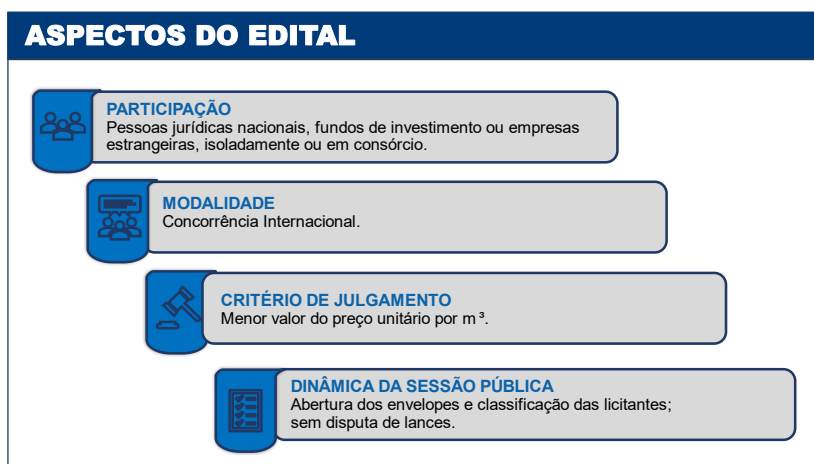 ASPECTOS DO EDITAL
PARTICIPAÇÃO
Pessoas jurídicas nacionais, fundos de investimento ou empresas
estrangeiras, isoladamente ou em consórcio.
MODALIDADE
Concorrência Internacional.
CRITÉRIO DE JULGAMENTO
Menor valor do preço unitário por m³.
DINÂMICA DA SESSÃO PÚBLICA
Abertura dos envelopes e classificação das licitantes;
sem disputa de lances.